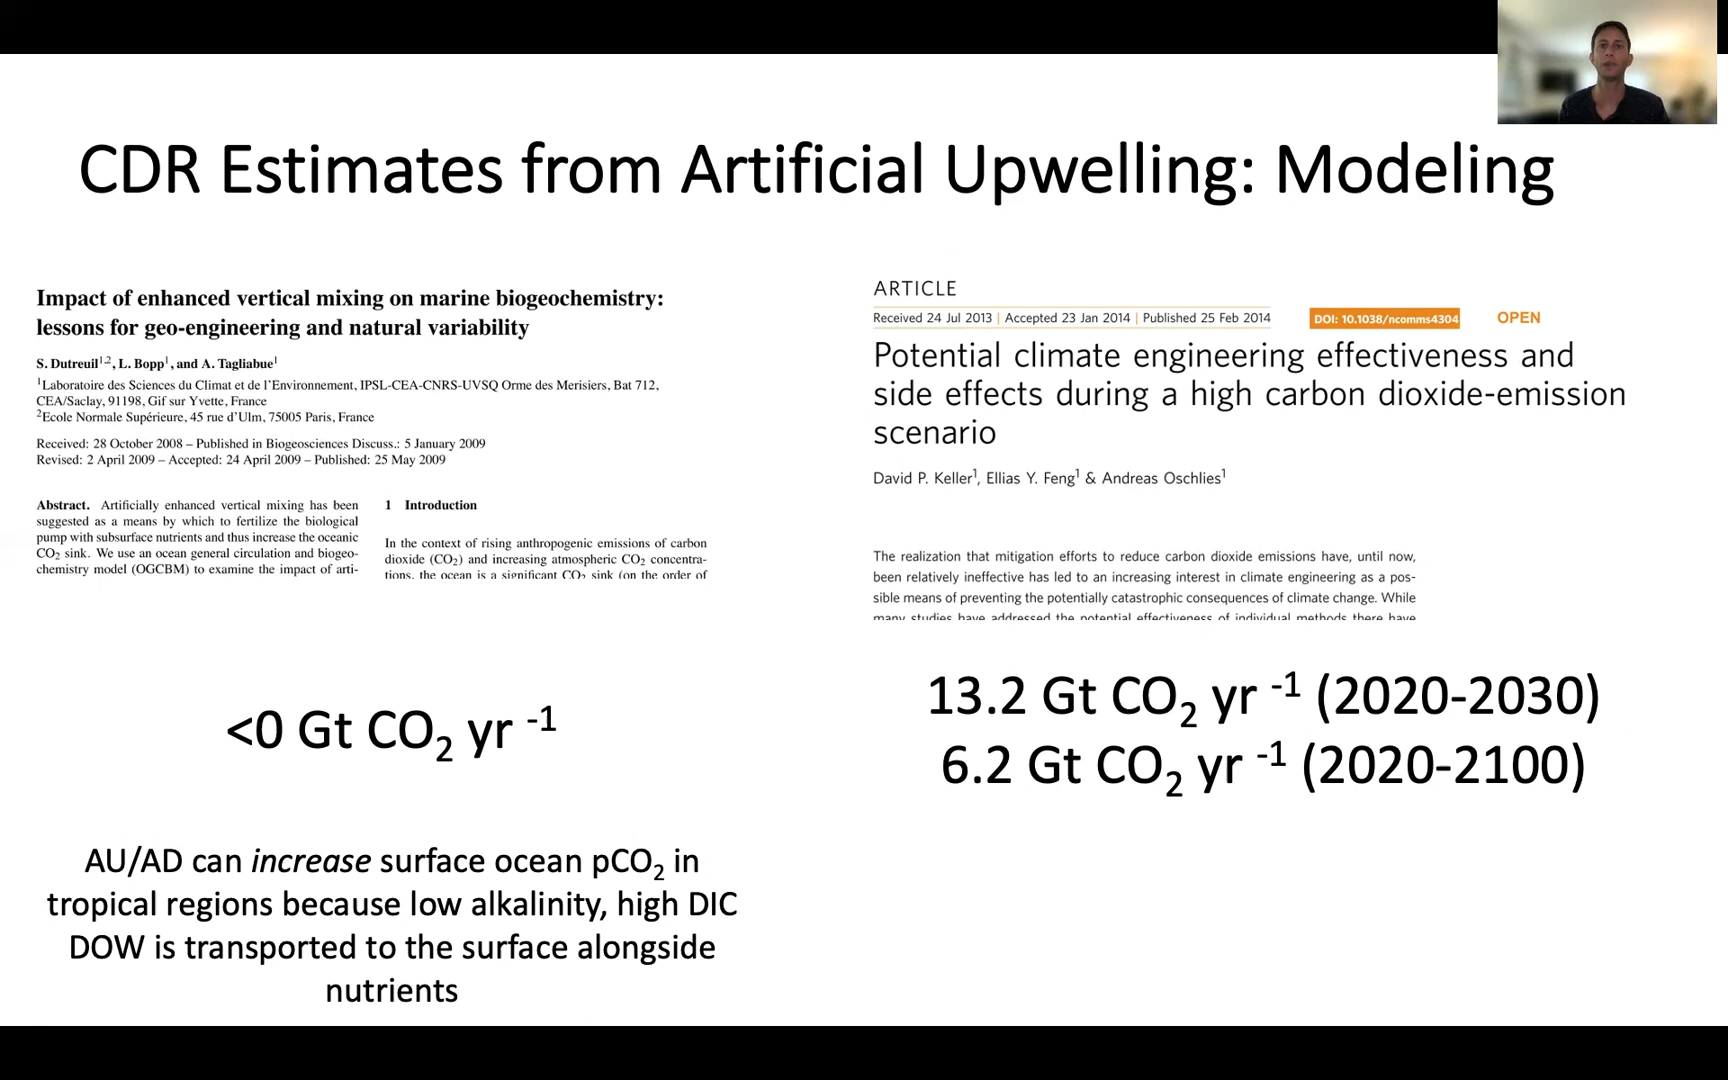 CDR Estimates from Artificial Upwelling: Modeling
Impact of enhanced vertical mixing on marine biogeochemistry:
lessons for geo-engineering and natural variability
S. Dutreuil1,2, L. Bopp1, and A. Tagliabue1
1Laboratoire des Sciences du Climat et de l'Environnement, IPSL-CEA-CNRS-UVSQ Orme des Merisiers, Bat 712,
CEA/Saclay, 91198, Gif sur Yvette, France
2Ecole Normale Supérieure, 45 rue d'Ulm, 75005 Paris, France
Received: 28 October 2008 – Published in Biogeosciences Discuss.: 5 January 2009
Revised: 2 April 2009 – Accepted: 24 April 2009 – Published: 25 May 2009
Abstract. Artificially enhanced vertical mixing has been
suggested as a means by which to fertilize the biological
pump with subsurface nutrients and thus increase the oceanic
CO2 sink. We use an ocean general circulation and biogeo-
chemistry model (OGCBM) to examine the impact of arti-
1 Introduction
In the context of rising anthropogenic emissions of carbon
dioxide (CO2) and increasing atmospheric CO2 concentra-
tions, the ocean is a significant CO2 sink (on the order of
<0 Gt CO2 yr -1
AU/AD can increase surface ocean pCO2 in
tropical regions because low alkalinity, high DIC
DOW is transported to the surface alongside
nutrients
ARTICLE
Received 24 Jul 2013 | Accepted 23 Jan 2014 | Published 25 Feb 2014
DOI: 10.1038/ncomms4304
OPEN
Potential climate engineering effectiveness and
side effects during a high carbon dioxide-emission
scenario
David P. Keller1, Ellias Y. Feng1 & Andreas Oschlies1
The realization that mitigation efforts to reduce carbon dioxide emissions have, until now,
been relatively ineffective has led to an increasing interest in climate engineering as a pos-
sible means of preventing the potentially catastrophic consequences of climate change. While
many studies have addressed the potential effectiveness of individual methods there have
13.2 Gt CO2 yr -1 (2020-2030)
6.2 Gt CO2 yr -1 (2020-2100)